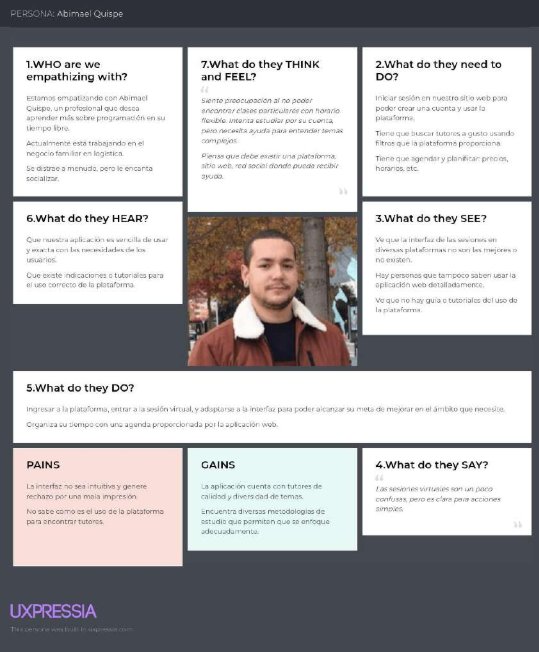 PERSONA: Abimael Quispe
1.WHO are we
empathizing with?
Estamos empatizando con Abimael
Quispe, un profesional que desea
aprender más sobre programación en su
tiempo libre.
Actualmente está trabajando en el
negocio familiar en logística.
Se distrae a menudo, pero le encanta
socializar.
7.What do they THINK
and FEEL?
Siente preocupación al no poder
encontrar clases particulares con horario
flexible. Intenta estudiar por su cuenta,
pero necesita ayuda para entender temas
complejos.
Piensa que debe existir una plataforma,
sitio web, red social donde pueda recibir
ayuda.
2.What do they need to
DO?
Iniciar sesión en nuestro sitio web para
poder crear una cuenta y usar la
plataforma.
Tiene que buscar tutores a gusto usando
filtros que la plataforma proporciona.
Tiene que agendar y planificar: precios,
horarios, etc.
6.What do they HEAR?
Que nuestra aplicación es sencilla de usar
y exacta con las necesidades de los
usuarios.
Que existe indicaciones o tutoriales para
el uso correcto de la plataforma.
3.What do they SEE?
Ve que la interfaz de las sesiones en
diversas plataformas no son las mejores o
no existen.
Hay personas que tampoco saben usar la
aplicación web detalladamente.
Ve que no hay guía o tutoriales del uso de
la plataforma.
5.What do they DO?
Ingresar a la plataforma, entrar a la sesión virtual, y adaptarse a la interfaz para poder alcanzar su meta de mejorar en el ámbito que necesite.
Organiza su tiempo con una agenda proporcionada por la aplicación web.
PAINS
La interfaz no sea intuitiva y genere
rechazo por una mala impresión.
No sabe como es el uso de la plataforma
para encontrar tutores.
GAINS
La aplicación cuenta con tutores de
calidad y diversidad de temas.
Encuentra diversas metodologías de
estudio que permiten que se enfoque
adecuadamente.
4.What do they SAY?
Las sesiones virtuales son un poco
confusas, pero es clara para acciones
simples.
UXPRESSIA
This persona was built in uxpressia.com